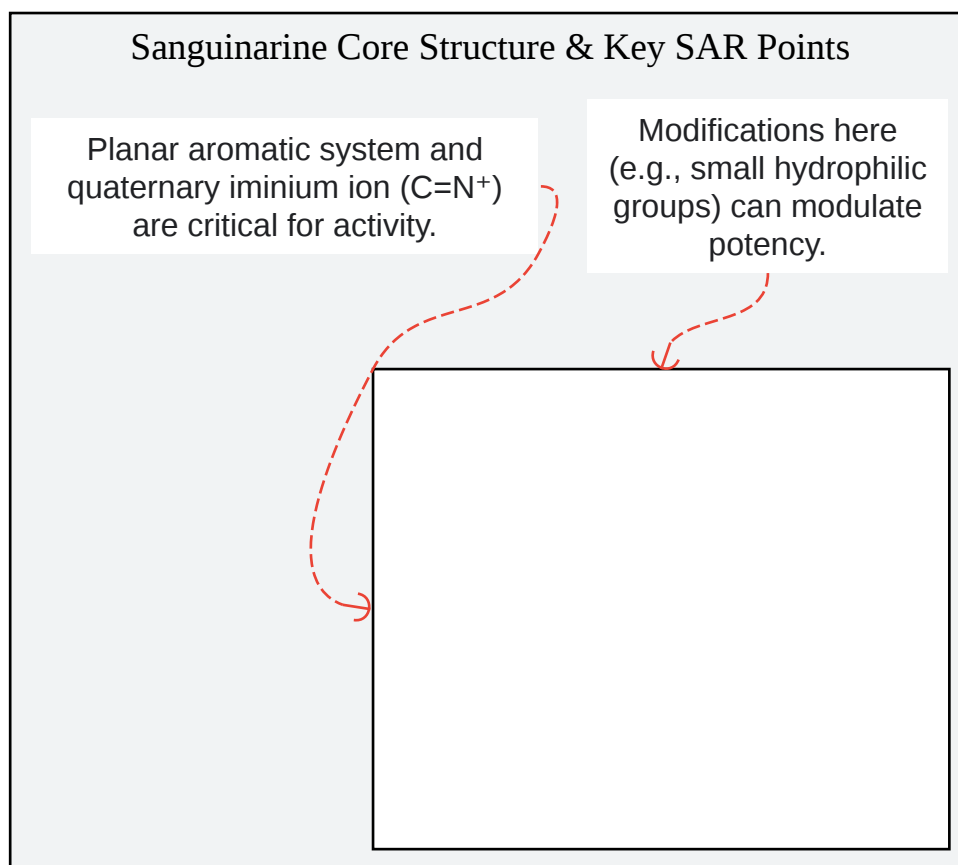 Sanguinarine Core Structure & Key SAR Points
Planar aromatic system and
quaternary iminium ion (C=N⁺)
are critical for activity.
Modifications here
(e.g., small hydrophilic
groups) can modulate
potency.